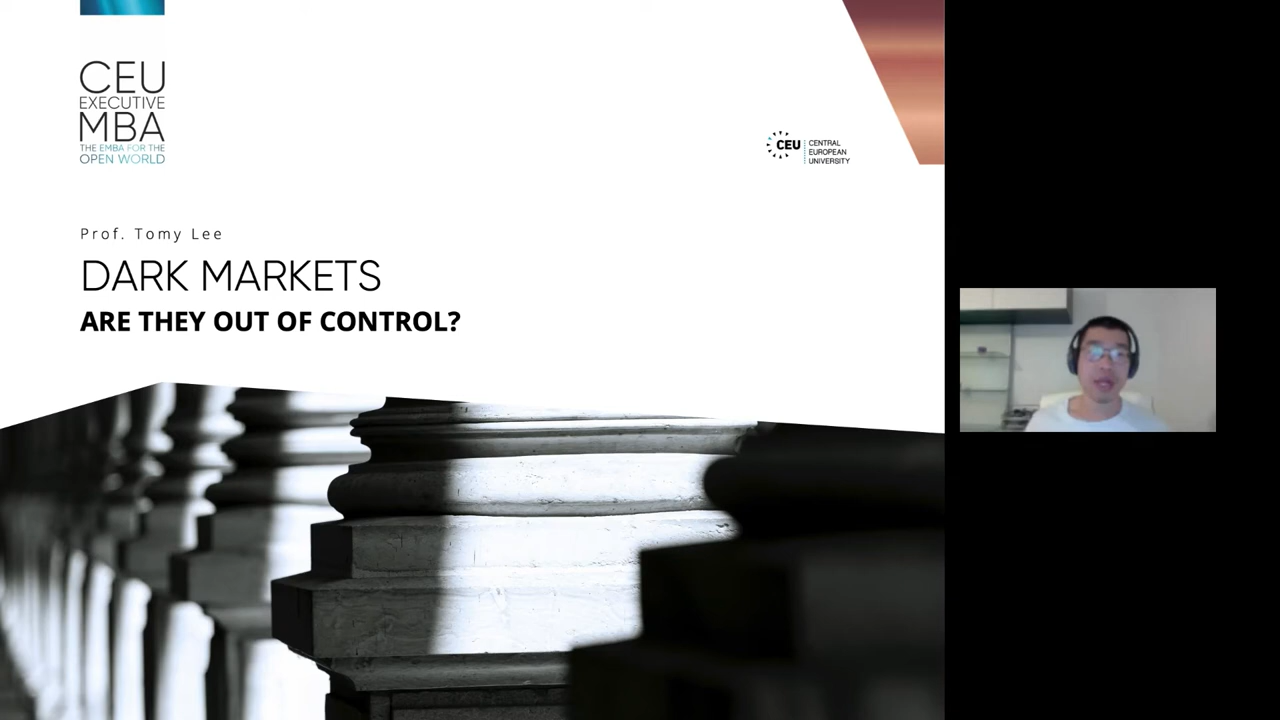 CEU
EXECUTIVE
MBA
THE EMBA FOR THE
OPEN WORLD
CEU
CENTRAL
EUROPEAN
UNIVERSITY
Prof. Tomy Lee
DARK MARKETS
ARE THEY OUT OF CONTROL?